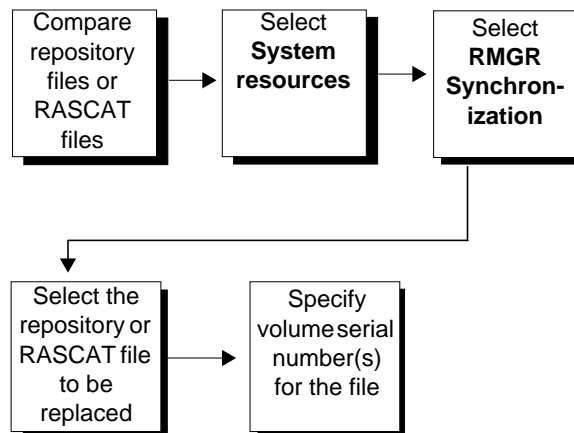 Compare
repository
files or
RASCAT
files
Select
System
resources
Select
RMGR
Synchron-
ization
Select the
repository or
RASCAT file
to be
replaced
Specify
volume serial
number(s)
for the file